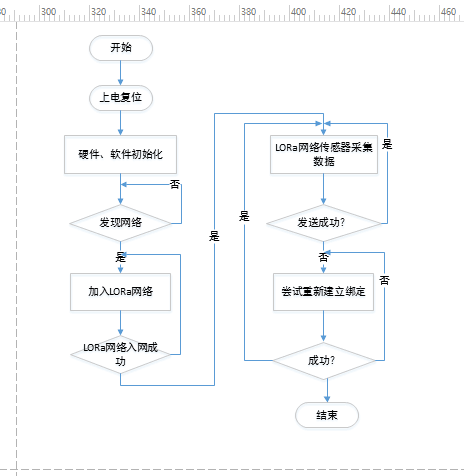 300
320
340
360
380
400
420
440
460
开始
上电复位
硬件、软件初始化
否
发现网络
是
加入LORa网络
LORa网络入网成
功
是
LORa网络传感器采集
数据
是
发送成功?
是
否
否
尝试重新建立绑定
成功?
结束